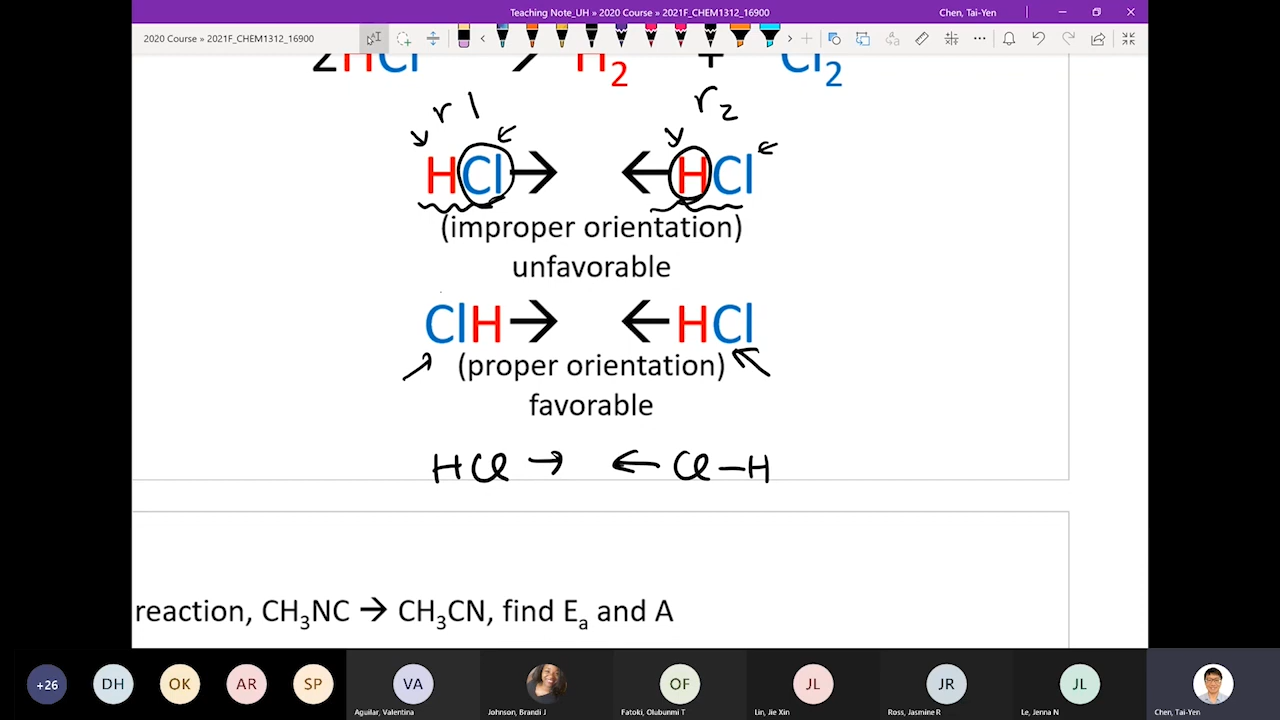 Teaching Note_UH » 2020 Course » 2021F_CHEM1312_16900
Chen, Tai-Yen
2020 Course » 2021F_CHEM1312_16900
2HCl → H2 + Cl2
r1 r2
HCl→ ←HCl
(improper orientation)
unfavorable
ClH→ ←HCl
(proper orientation)
favorable
HCl → ← Cl–H
reaction, CH3NC → CH3CN, find Ea and A
+26 DH OK AR SP VA OF JL JR JL
Aguilar, Valentina Johnson, Brandi J Fatoki, Olubunmi T Lin, Jie Xin Ross, Jasmine R Le, Jenna N Chen, Tai-Yen